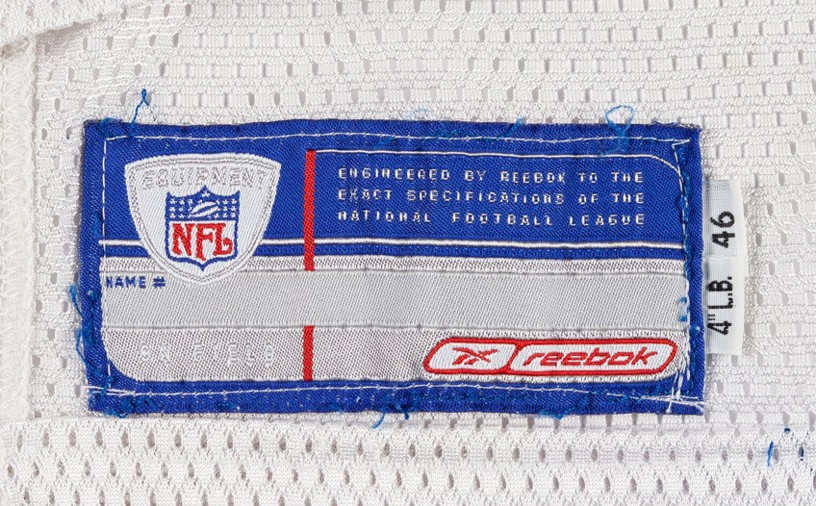 EQUIPMENT
NFL
ENGINEERED BY REEBOK TO THE
EXACT SPECIFICATIONS OF THE
NATIONAL FOOTBALL LEAGUE
NAME #
ON FIELD
Reebok
4" L.B. 46